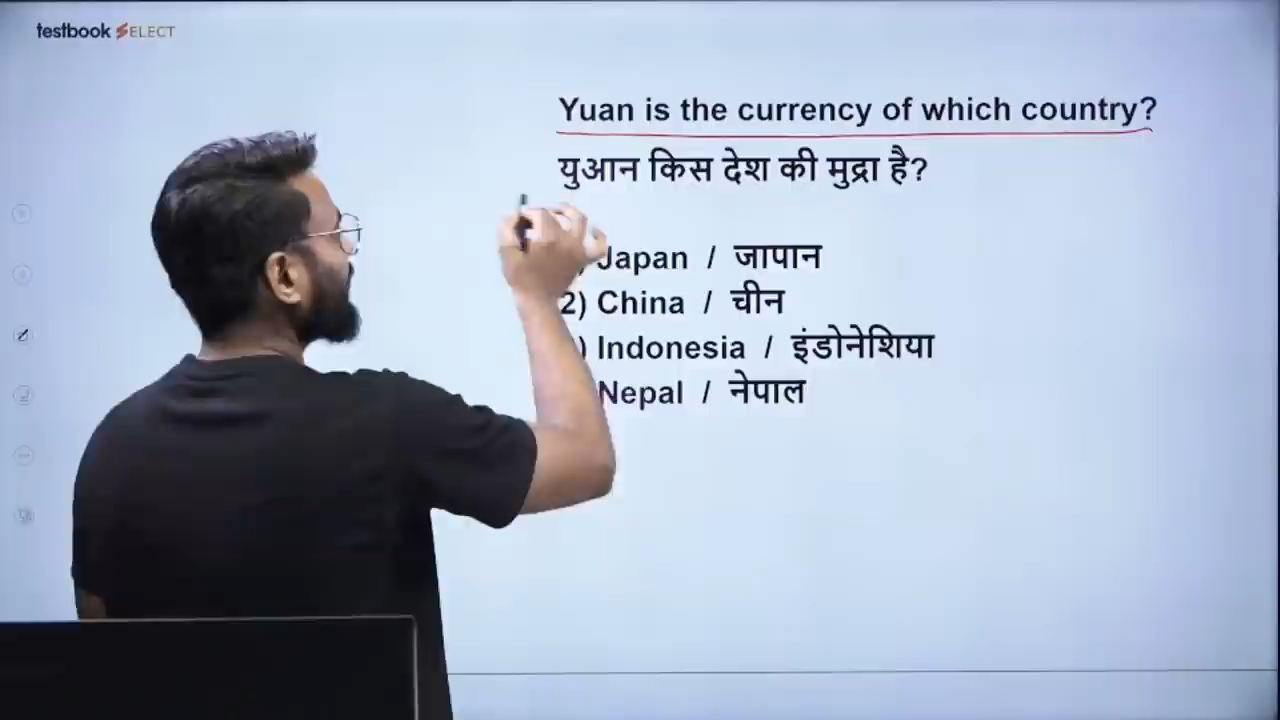 testbook SELECT
Yuan is the currency of which country?
युआन किस देश की मुद्रा है?
) Japan / जापान
2) China / चीन
) Indonesia / इंडोनेशिया
Nepal / नेपाल